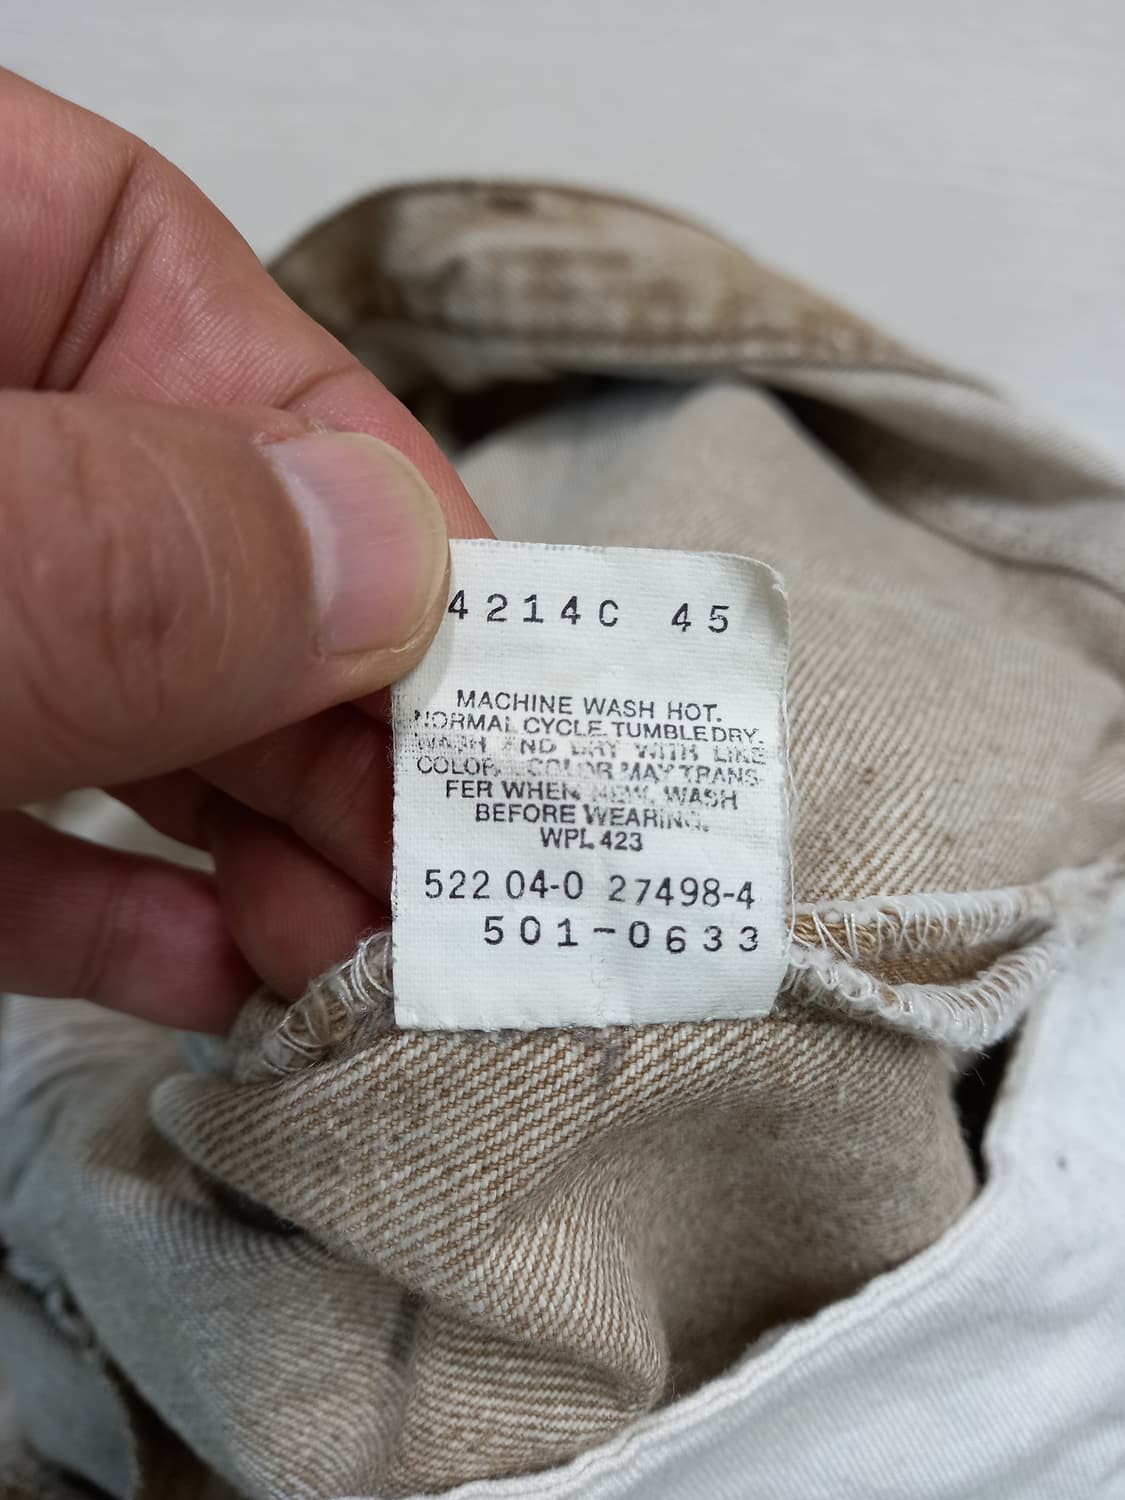 4214C 45
MACHINE WASH HOT.
NORMAL CYCLE. TUMBLE DRY.
WASH AND DRY WITH LIKE
COLOR. COLOR MAY TRANS-
FER WHEN NEW. WASH
BEFORE WEARING.
WPL 423
522 04-0 27498-4
501-0633